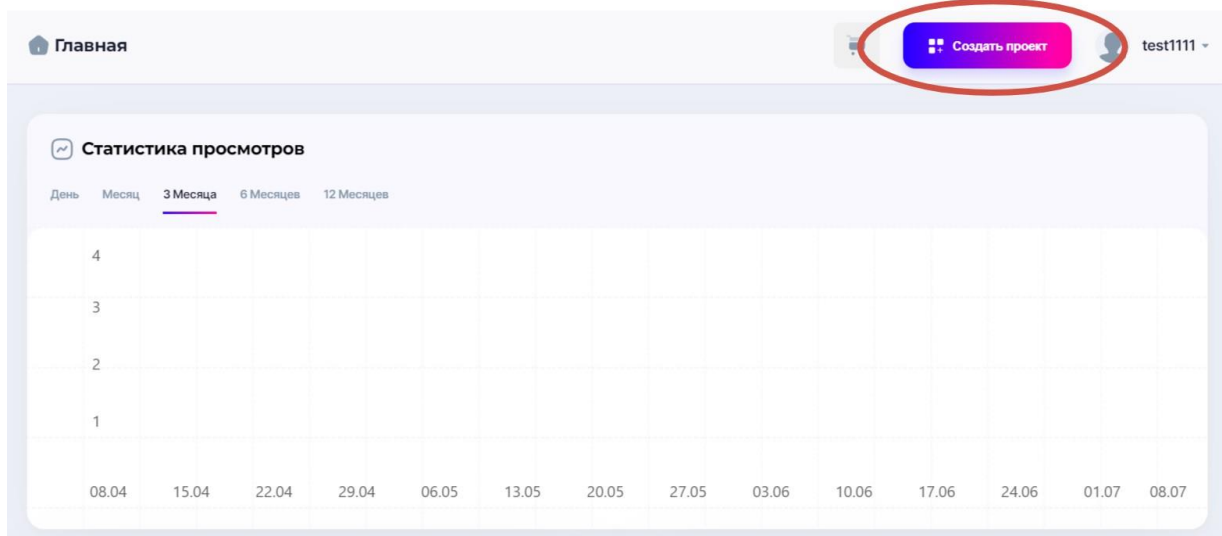 Главная
Создать проект
test1111
Статистика просмотров
День Месяц 3 Месяца 6 Месяцев 12 Месяцев
4
3
2
1
08.04 15.04 22.04 29.04 06.05 13.05 20.05 27.05 03.06 10.06 17.06 24.06 01.07 08.07